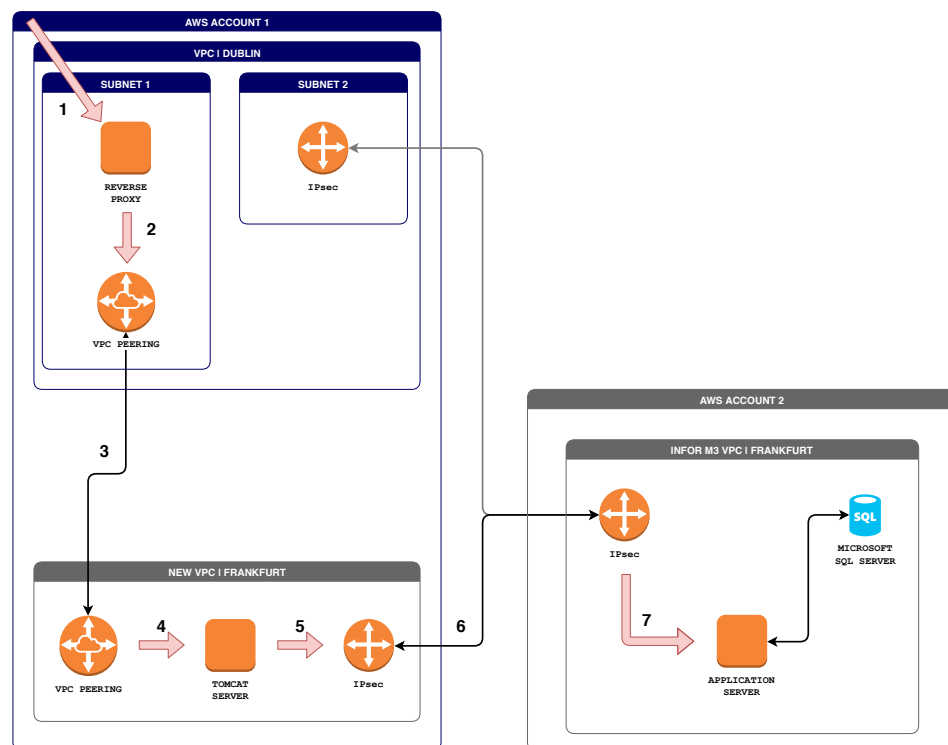 AWS ACCOUNT 1
VPC | DUBLIN
SUBNET 1
SUBNET 2
1
REVERSE
PROXY
IPsec
2
VPC PEERING
3
AWS ACCOUNT 2
INFOR M3 VPC | FRANKFURT
SQL
IPsec
MICROSOFT
SQL SERVER
NEW VPC | FRANKFURT
4
5
6
7
VPC PEERING
TOMCAT
SERVER
IPsec
APPLICATION
SERVER